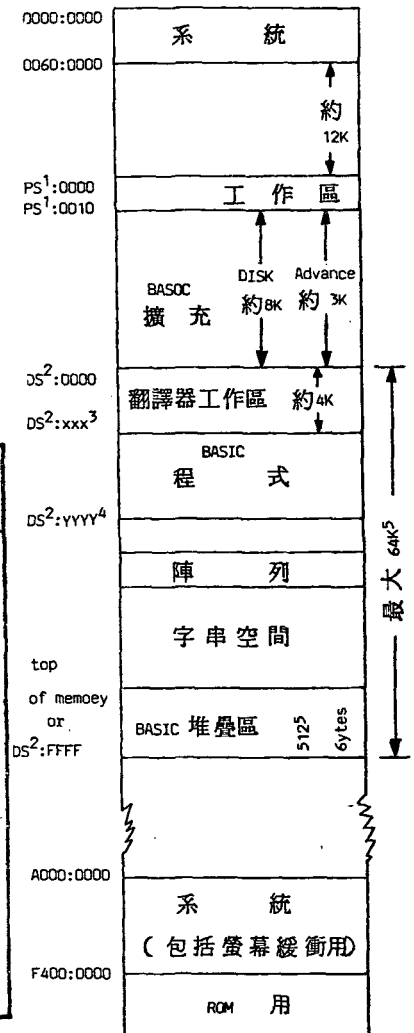 0000:0000
系 統
0060:0000
約
12K
PS¹:0000
工 作 區
PS¹:0010
DISK Advance
BASOC 約8K 約 3K
擴 充
DS²:0000
翻譯器工作區 約4K
DS²:xxx³
BASIC
程 式
DS²:YYYY⁴
陣 列
最大 64K⁵
字串空間
top
of memoey
or
DS²:FFFF
BASIC 堆疊區 512⁵ 6ytes
A000:0000
系 統
(包括螢幕緩衝用)
F400:0000
ROM 用